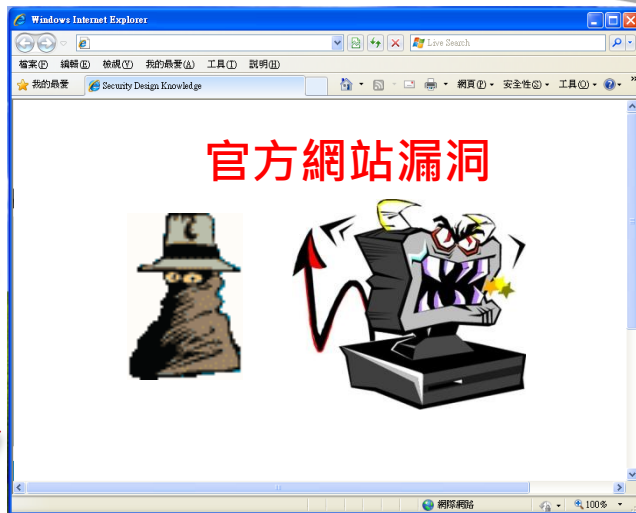 Windows Internet Explorer
Live Search
檔案(F) 編輯(E) 檢視(V) 我的最愛(A) 工具(T) 說明(H)
我的最愛 Security Design Knowledge 網頁(P) 安全性(S) 工具(O)
官方網站漏洞
網際網路 100%